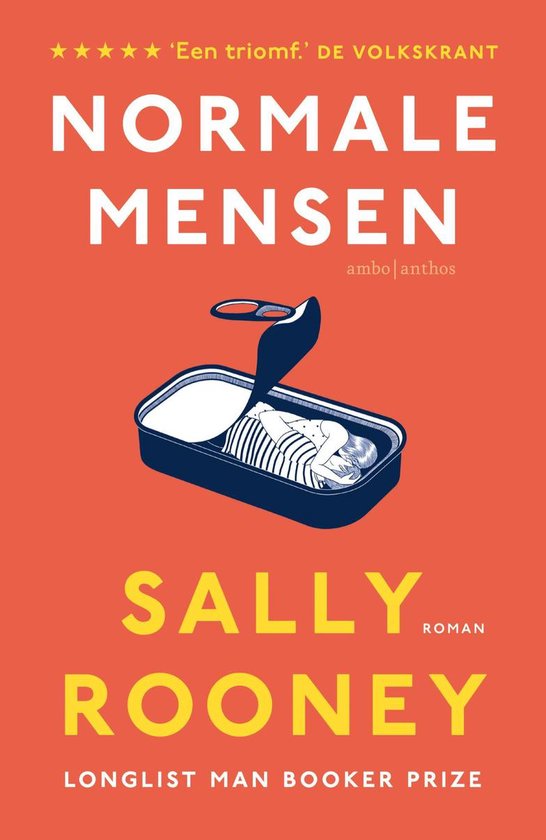 ★★★★★ 'Een triomf.' DE VOLKSKRANT
NORMALE
MENSEN
ambo|anthos
SALLY
ROMAN
ROONEY
LONGLIST MAN BOOKER PRIZE